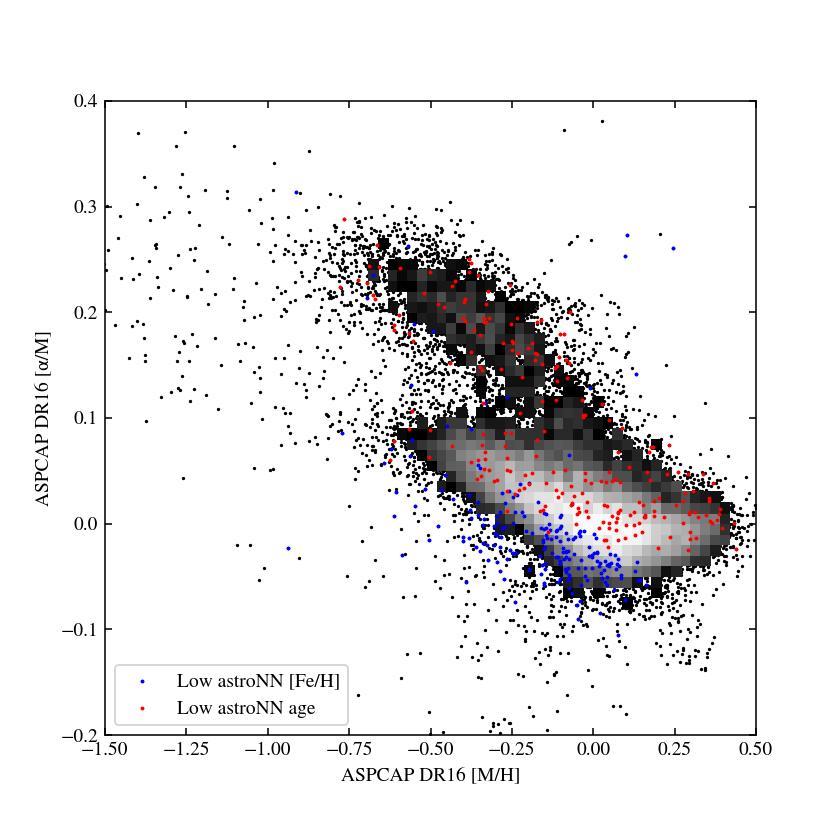 0.4
0.3
0.2
0.1
0.0
−0.1
−0.2
ASPCAP DR16 [α/M]
Low astroNN [Fe/H]
Low astroNN age
−1.50 −1.25 −1.00 −0.75 −0.50 −0.25 0.00 0.25 0.50
ASPCAP DR16 [M/H]